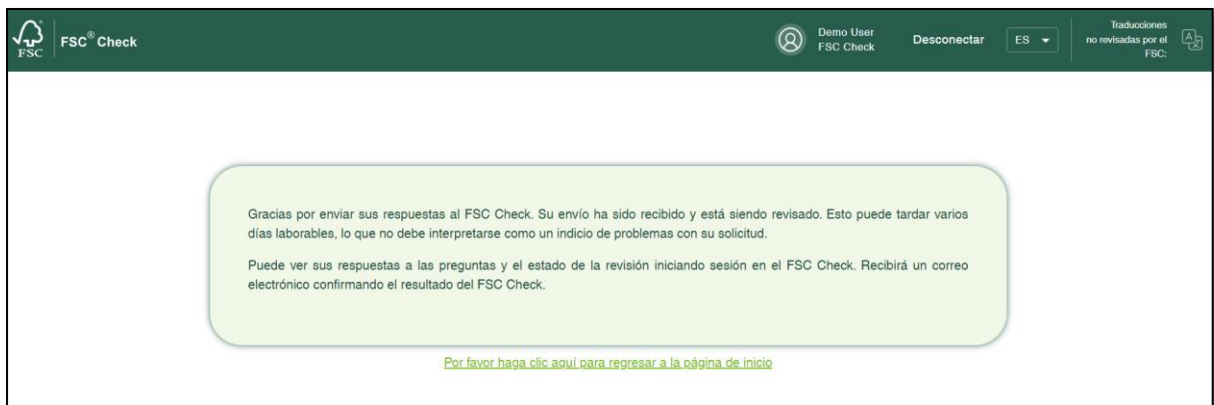 FSC
FSC® Check
Demo User
FSC Check
Desconectar
ES
Traducciones
no revisadas por el
FSC:
Gracias por enviar sus respuestas al FSC Check. Su envío ha sido recibido y está siendo revisado. Esto puede tardar varios
días laborables, lo que no debe interpretarse como un indicio de problemas con su solicitud.
Puede ver sus respuestas a las preguntas y el estado de la revisión iniciando sesión en el FSC Check. Recibirá un correo
electrónico confirmando el resultado del FSC Check.
Por favor haga clic aquí para regresar a la página de inicio